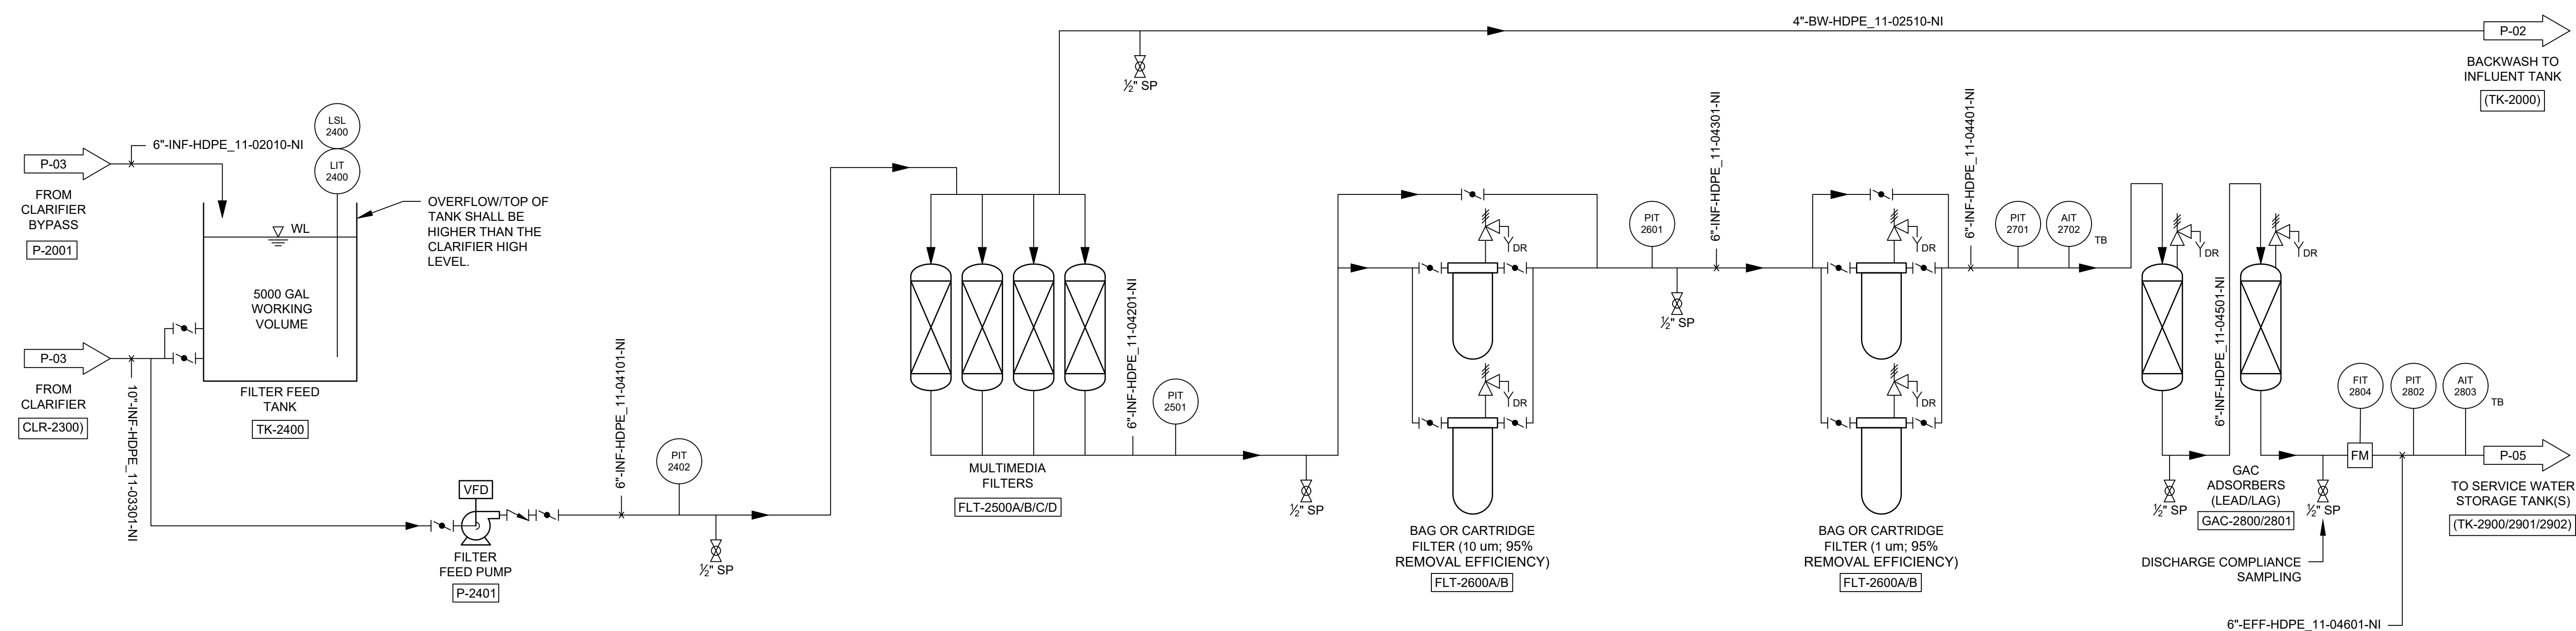 4"-BW-HDPE_11-02510-NI
P-02
BACKWASH TO
INFLUENT TANK
(TK-2000)
½" SP
LSL
2400
LIT
2400
6"-INF-HDPE_11-02010-NI
P-03
FROM
CLARIFIER
BYPASS
P-2001
OVERFLOW/TOP OF
TANK SHALL BE
HIGHER THAN THE
CLARIFIER HIGH
LEVEL.
WL
5000 GAL
WORKING
VOLUME
P-03
FROM
CLARIFIER
CLR-2300)
10"-INF-HDPE_11-03301-NI
FILTER FEED
TANK
TK-2400
VFD
FILTER
FEED PUMP
P-2401
6"-INF-HDPE_11-04101-NI
PIT
2402
½" SP
MULTIMEDIA
FILTERS
FLT-2500A/B/C/D
6"-INF-HDPE_11-04201-NI
PIT
2501
½" SP
DR
DR
BAG OR CARTRIDGE
FILTER (10 um; 95%
REMOVAL EFFICIENCY)
FLT-2600A/B
PIT
2601
½" SP
6"-INF-HDPE_11-04301-NI
DR
DR
BAG OR CARTRIDGE
FILTER (1 um; 95%
REMOVAL EFFICIENCY)
FLT-2600A/B
6"-INF-HDPE_11-04401-NI
PIT
2701
AIT
2702
TB
DR
6"-INF-HDPE_11-04501-NI
DR
½" SP
GAC
ADSORBERS
(LEAD/LAG)
GAC-2800/2801
½" SP
DISCHARGE COMPLIANCE
SAMPLING
FIT
2804
FM
PIT
2802
AIT
2803
TB
P-05
TO SERVICE WATER
STORAGE TANK(S)
(TK-2900/2901/2902)
6"-EFF-HDPE_11-04601-NI